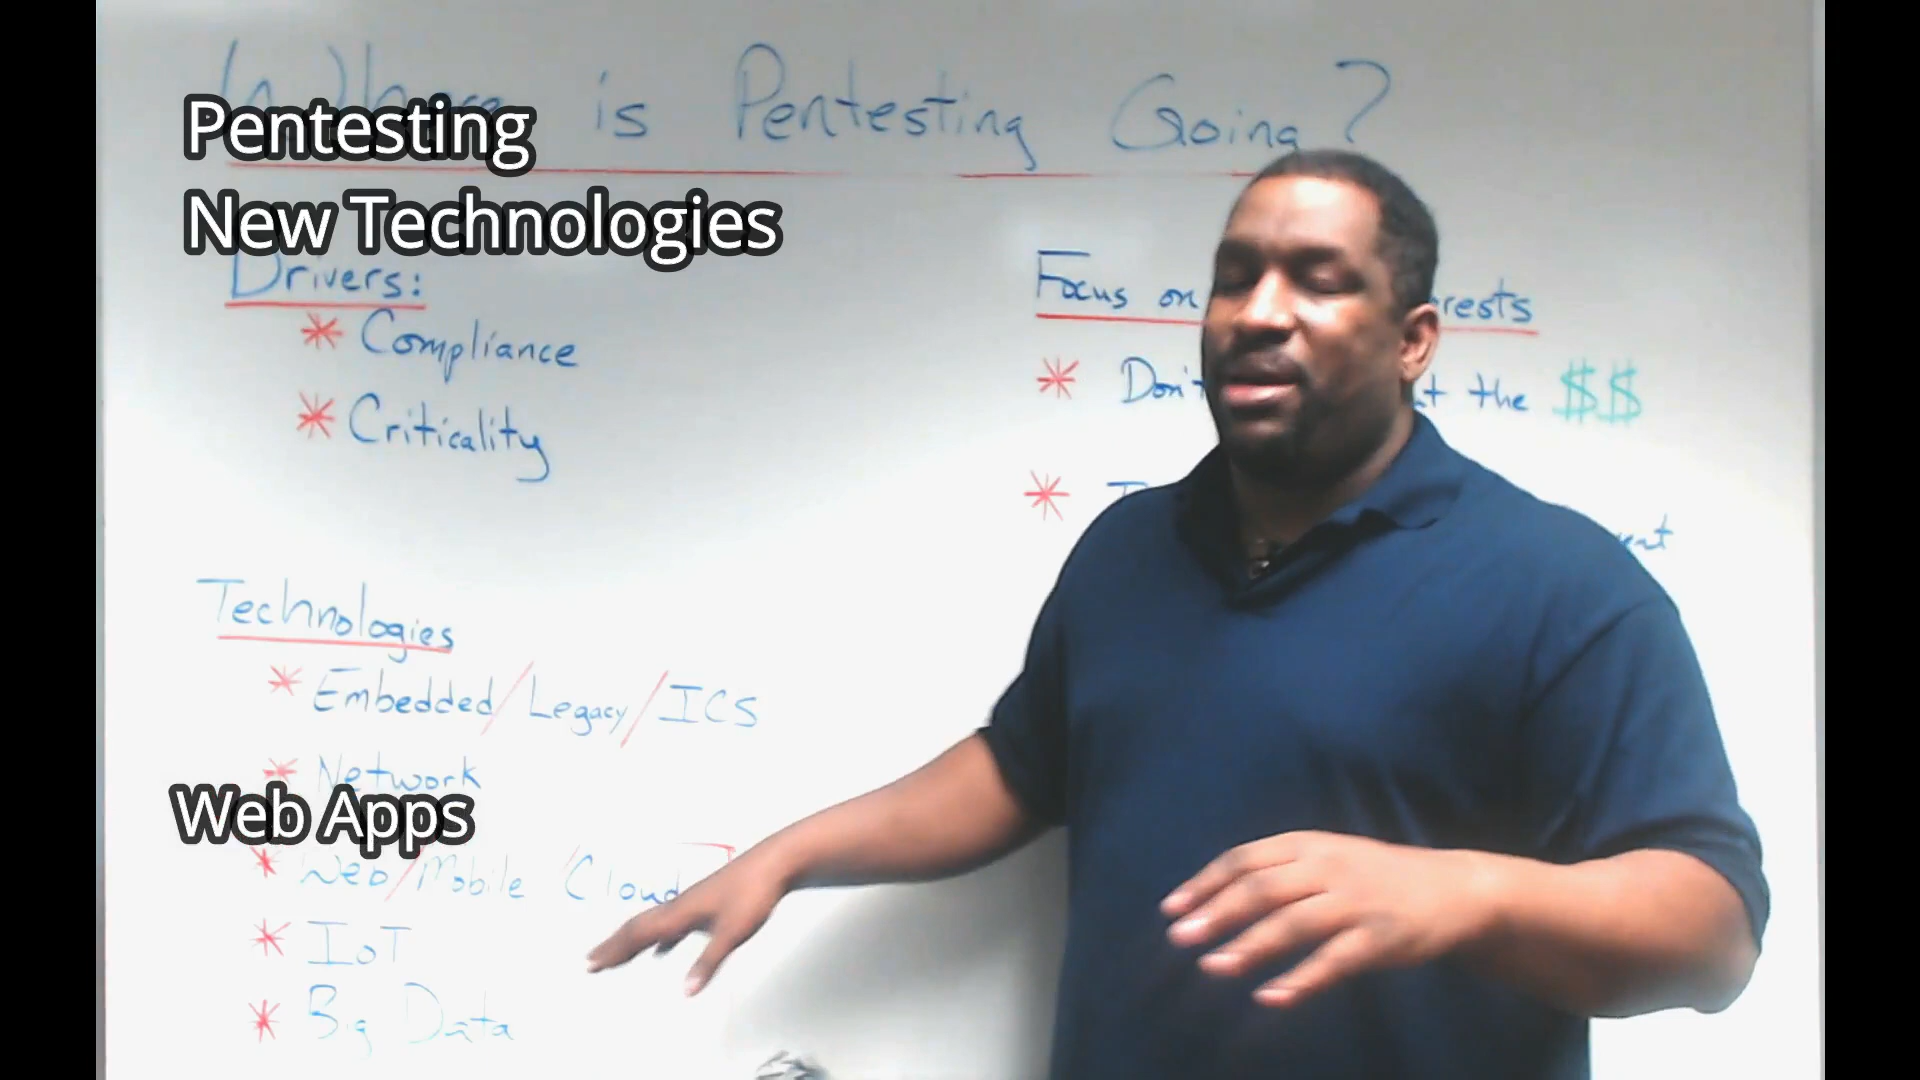 is Pentesting Going?
Pentesting
New Technologies
Drivers:
* Compliance
* Criticality
Focus on
* Don't the $$
*
Technologies
* Embedded/Legacy/ICS
* Network
Web Apps
* Web/Mobile Cloud
* IoT
* Big Data